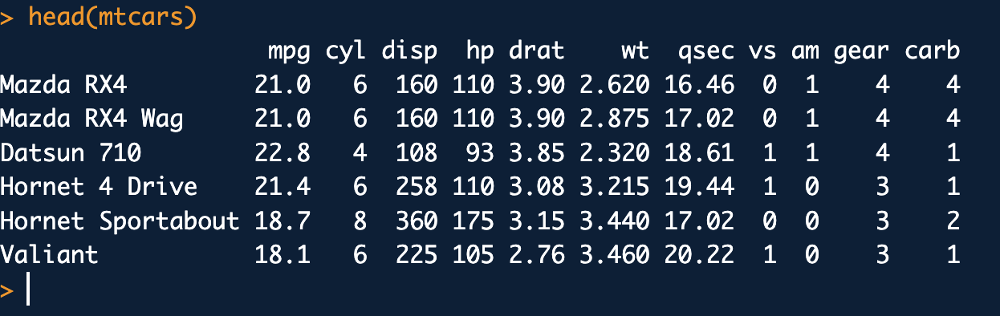 > head(mtcars)
                   mpg cyl disp  hp drat    wt  qsec vs am gear carb
Mazda RX4         21.0   6  160 110 3.90 2.620 16.46  0  1    4    4
Mazda RX4 Wag     21.0   6  160 110 3.90 2.875 17.02  0  1    4    4
Datsun 710        22.8   4  108  93 3.85 2.320 18.61  1  1    4    1
Hornet 4 Drive    21.4   6  258 110 3.08 3.215 19.44  1  0    3    1
Hornet Sportabout 18.7   8  360 175 3.15 3.440 17.02  0  0    3    2
Valiant           18.1   6  225 105 2.76 3.460 20.22  1  0    3    1
>